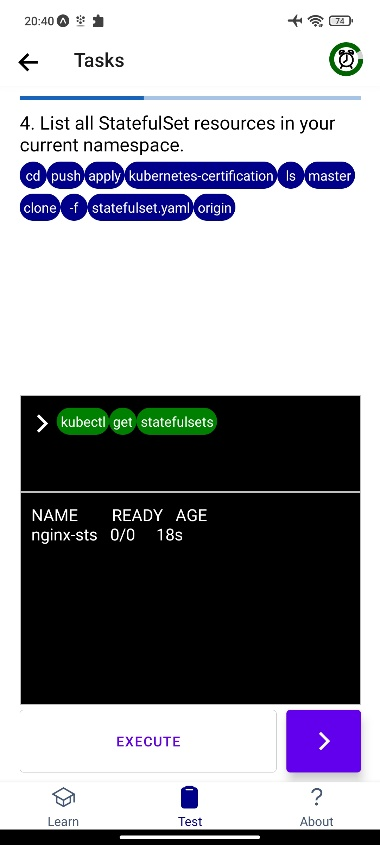 20:40
74
Tasks
4. List all StatefulSet resources in your
current namespace.
cd push apply kubernetes-certification ls master
clone -f statefulset.yaml origin
kubectl get statefulsets
NAME READY AGE
nginx-sts 0/0 18s
EXECUTE
Learn Test About